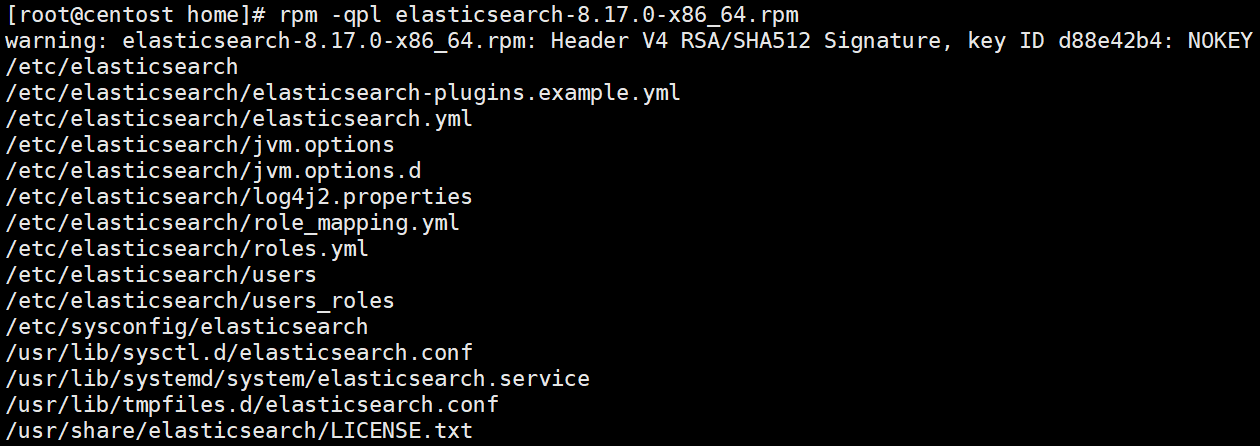 [root@centost home]# rpm -qpl elasticsearch-8.17.0-x86_64.rpm
warning: elasticsearch-8.17.0-x86_64.rpm: Header V4 RSA/SHA512 Signature, key ID d88e42b4: NOKEY
/etc/elasticsearch
/etc/elasticsearch/elasticsearch-plugins.example.yml
/etc/elasticsearch/elasticsearch.yml
/etc/elasticsearch/jvm.options
/etc/elasticsearch/jvm.options.d
/etc/elasticsearch/log4j2.properties
/etc/elasticsearch/role_mapping.yml
/etc/elasticsearch/roles.yml
/etc/elasticsearch/users
/etc/elasticsearch/users_roles
/etc/sysconfig/elasticsearch
/usr/lib/sysctl.d/elasticsearch.conf
/usr/lib/systemd/system/elasticsearch.service
/usr/lib/tmpfiles.d/elasticsearch.conf
/usr/share/elasticsearch/LICENSE.txt